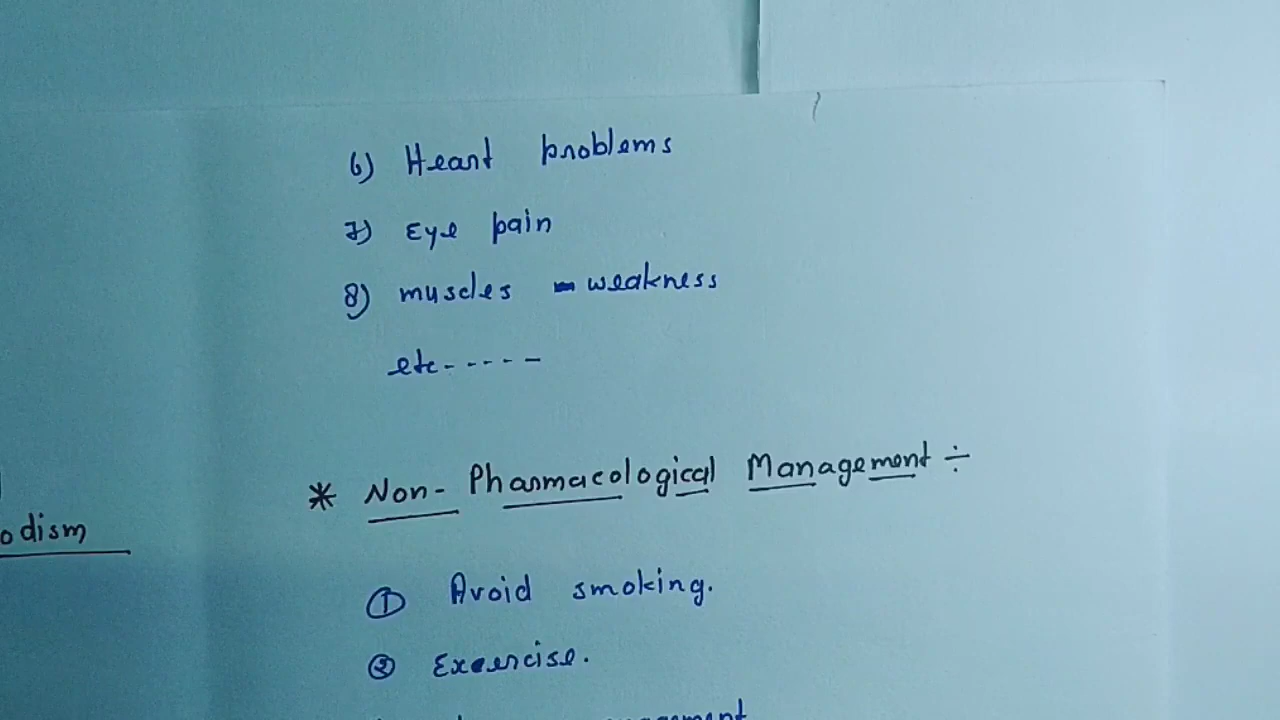 6) Heart problems
7) Eye pain
8) muscles - weakness
etc-----
* Non-Pharmacological Management ÷
odism
① Avoid smoking.
② Exercise.